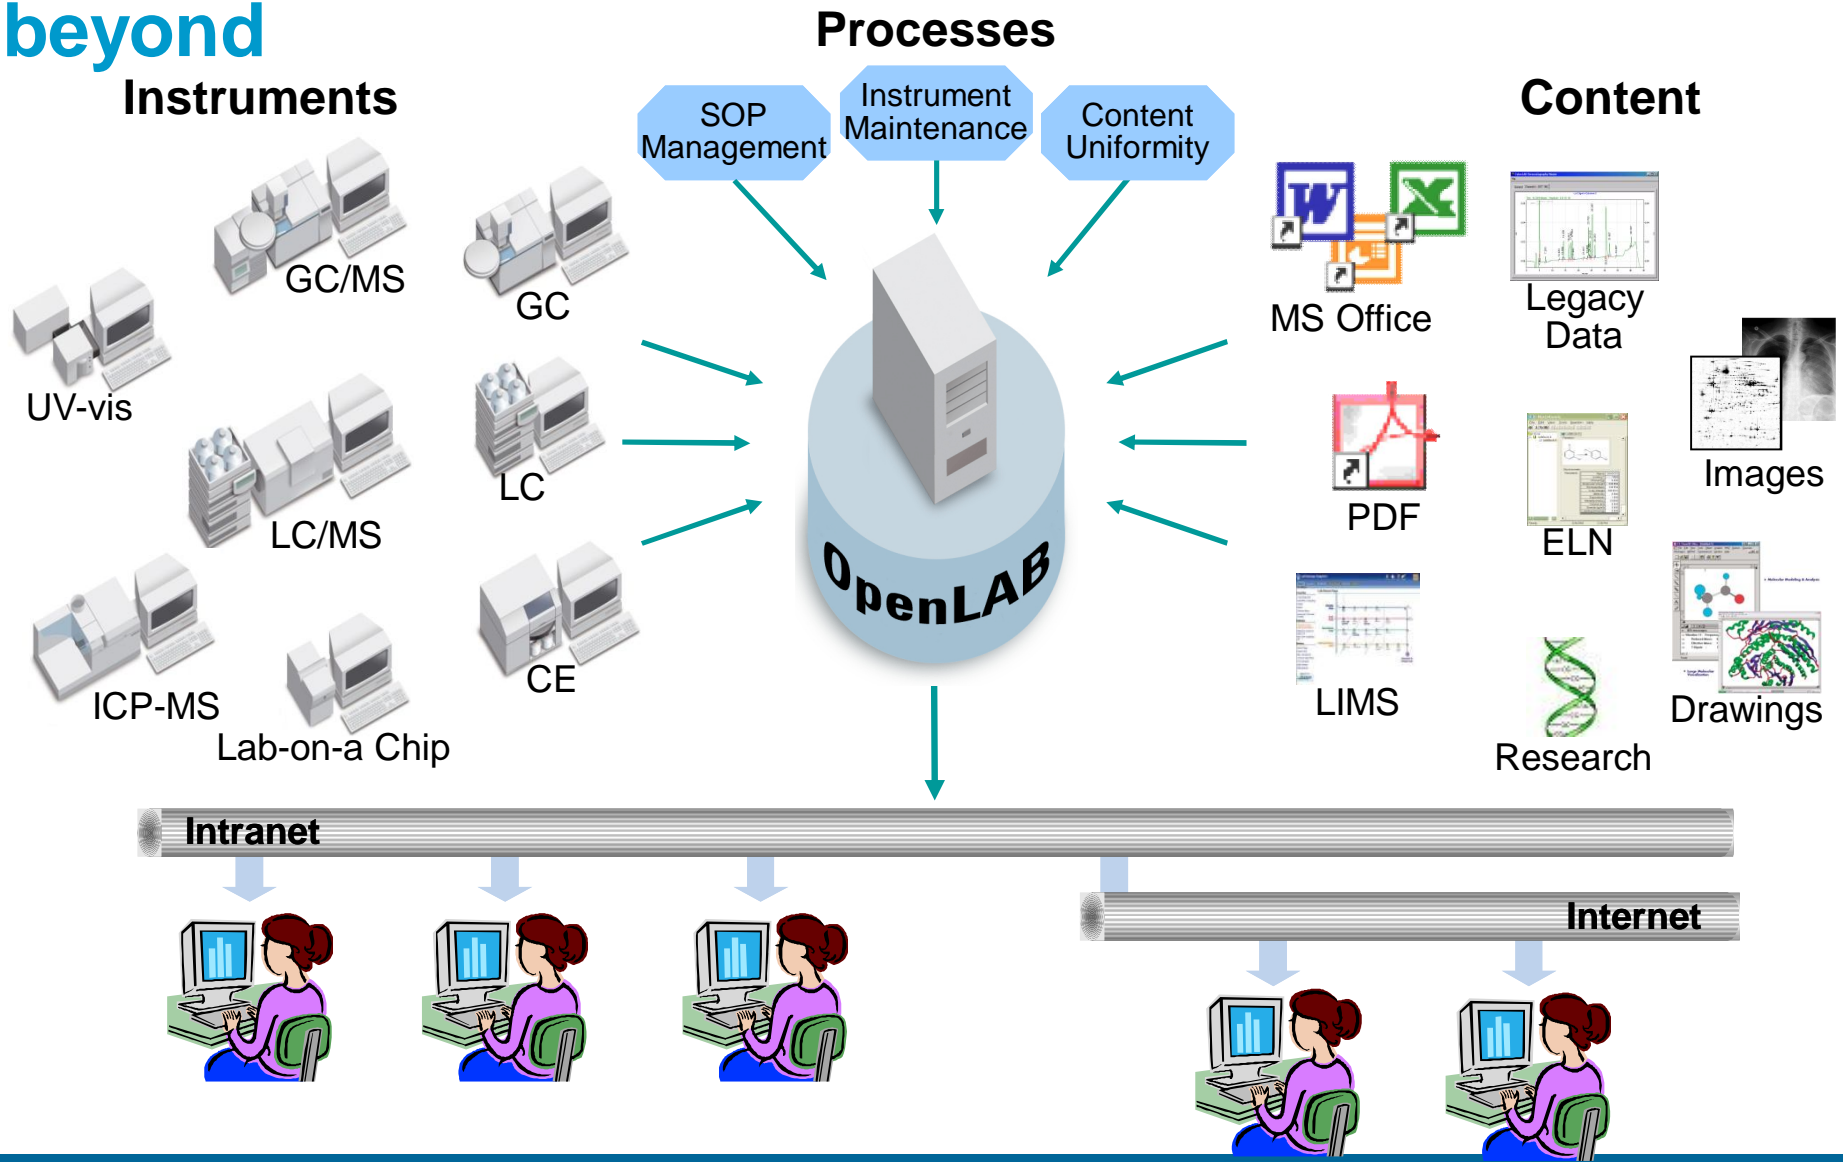 beyond
Processes
Instruments
Content
SOP
Management
Instrument
Maintenance
Content
Uniformity
GC/MS
GC
UV-vis
LC
LC/MS
CE
ICP-MS
Lab-on-a Chip
OpenLAB
MS Office
Legacy
Data
Images
PDF
ELN
LIMS
Drawings
Research
Intranet
Internet